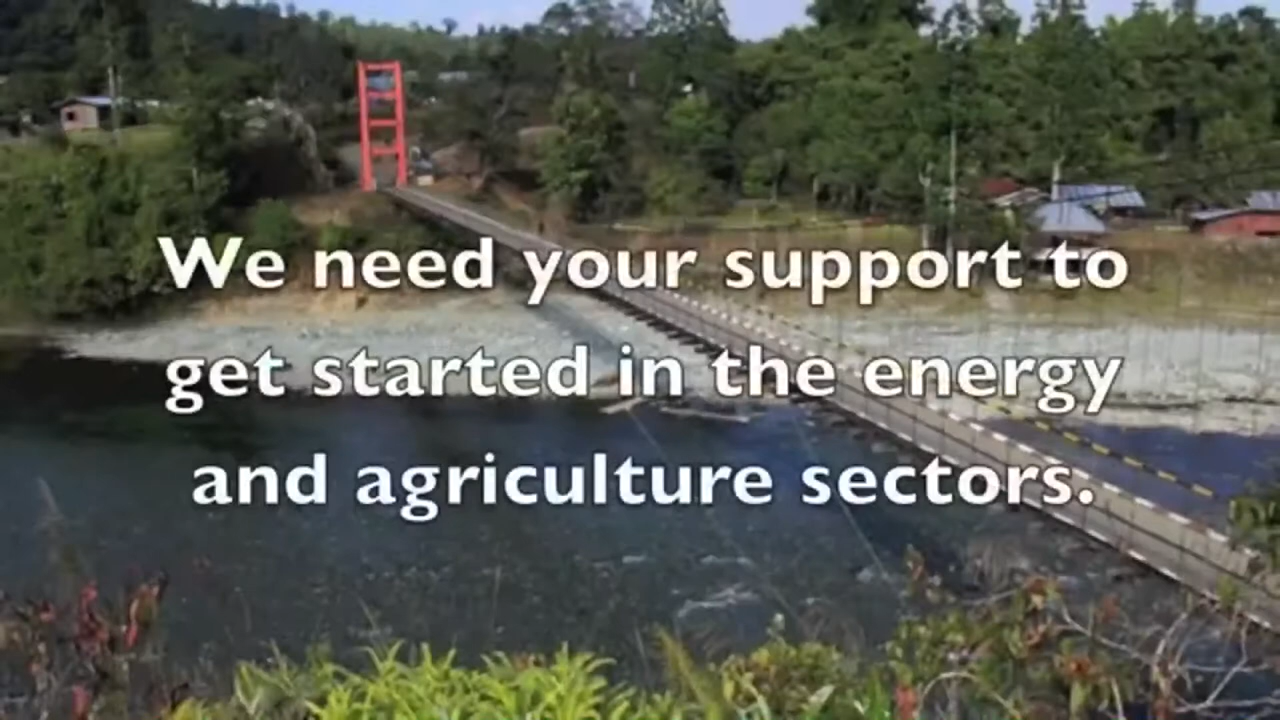 We need your support to
get started in the energy
and agriculture sectors.